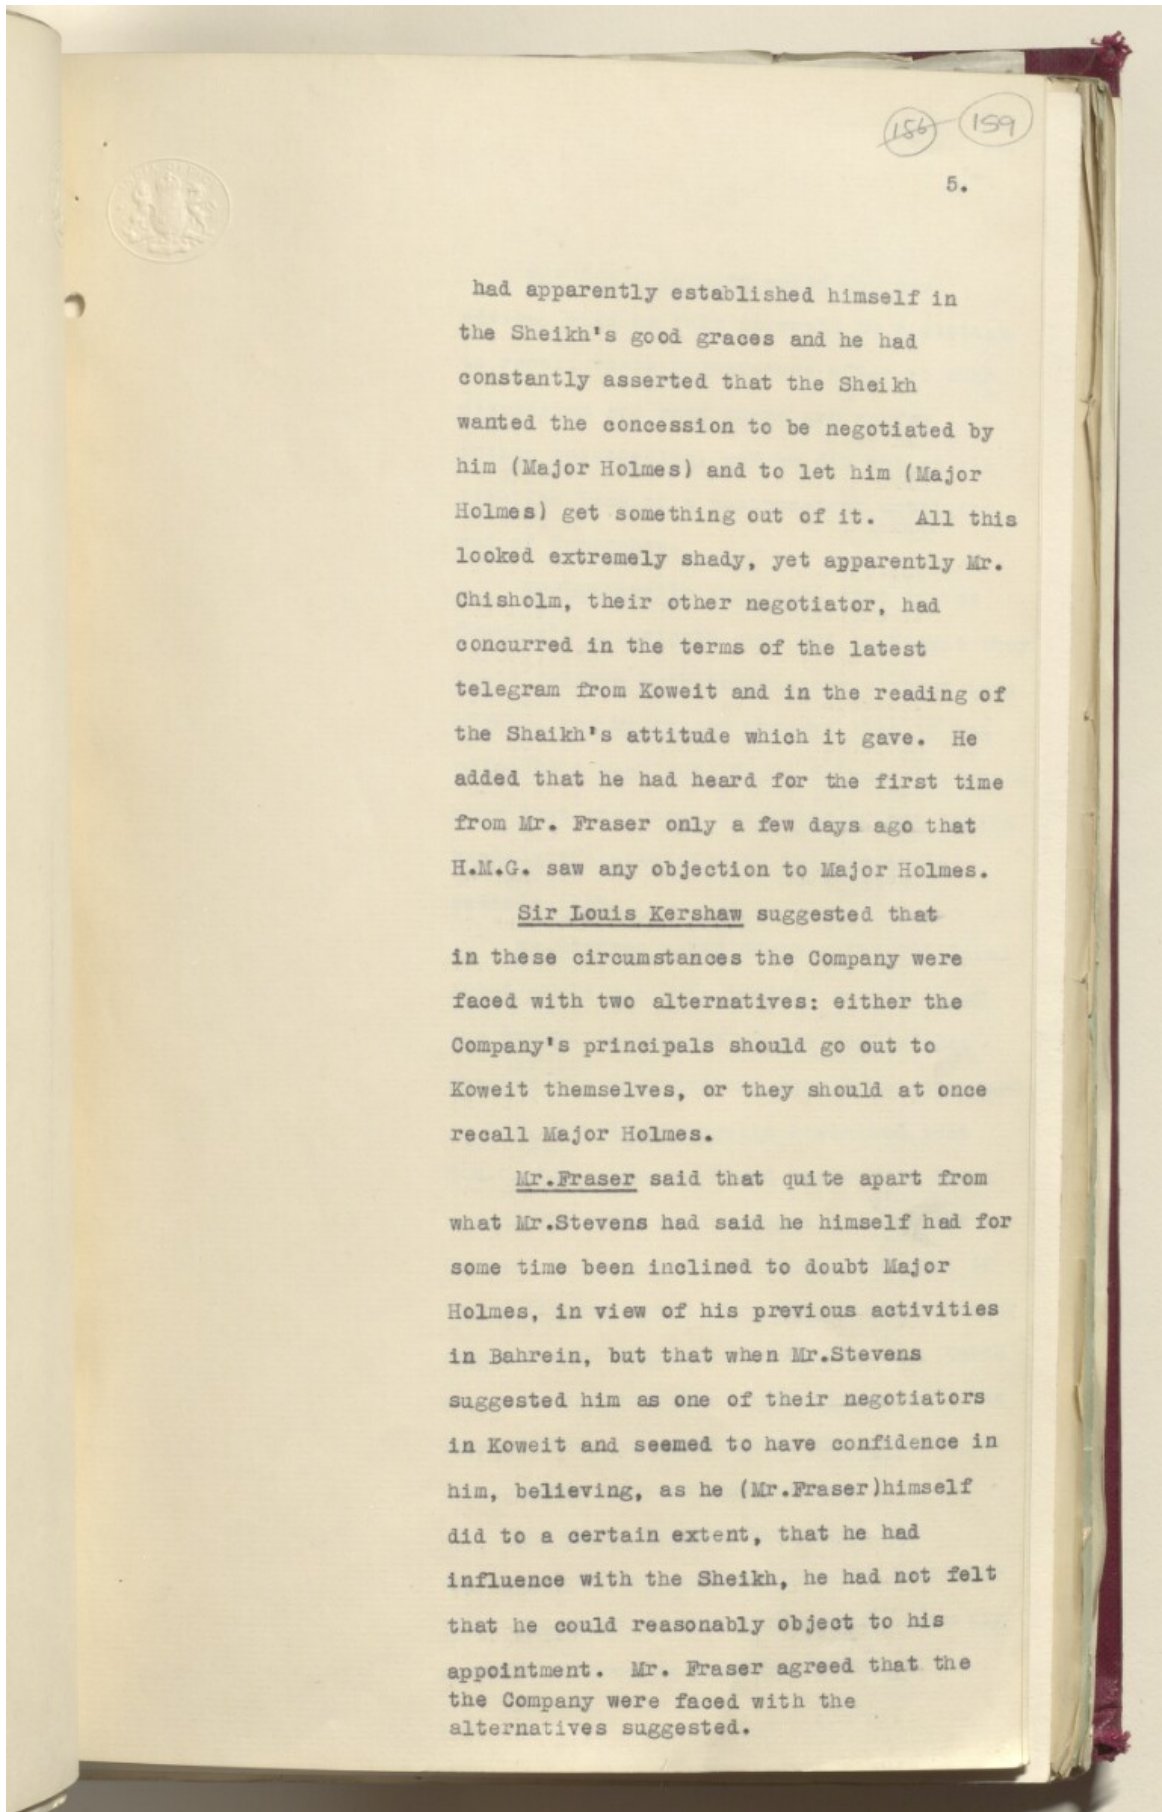 156 159
5.
had apparently established himself in
the Sheikh's good graces and he had
constantly asserted that the Sheikh
wanted the concession to be negotiated by
him (Major Holmes) and to let him (Major
Holmes) get something out of it. All this
looked extremely shady, yet apparently Mr.
Chisholm, their other negotiator, had
concurred in the terms of the latest
telegram from Koweit and in the reading of
the Shaikh's attitude which it gave. He
added that he had heard for the first time
from Mr. Fraser only a few days ago that
H.M.G. saw any objection to Major Holmes.
Sir Louis Kershaw suggested that
in these circumstances the Company were
faced with two alternatives: either the
Company's principals should go out to
Koweit themselves, or they should at once
recall Major Holmes.
Mr.Fraser said that quite apart from
what Mr.Stevens had said he himself had for
some time been inclined to doubt Major
Holmes, in view of his previous activities
in Bahrein, but that when Mr.Stevens
suggested him as one of their negotiators
in Koweit and seemed to have confidence in
him, believing, as he (Mr.Fraser)himself
did to a certain extent, that he had
influence with the Sheikh, he had not felt
that he could reasonably object to his
appointment. Mr. Fraser agreed that the
the Company were faced with the
alternatives suggested.